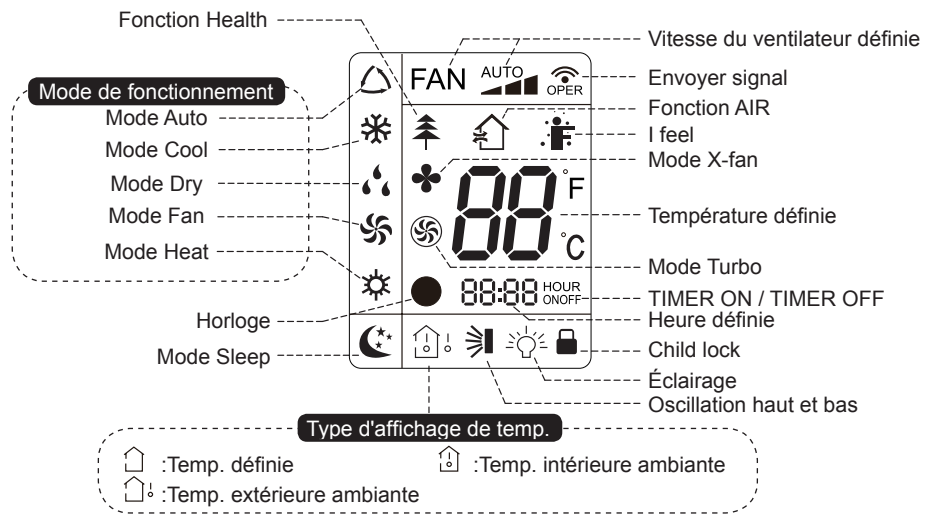 Fonction Health
Vitesse du ventilateur définie
FAN
AUTO
OPER
Envoyer signal
Mode de fonctionnement
Fonction AIR
Mode Auto
I feel
Mode Cool
Mode X-fan
Mode Dry
88
°F
°C
Température définie
Mode Fan
Mode Heat
Mode Turbo
88:88
HOUR
ONOFF
TIMER ON / TIMER OFF
Horloge
Heure définie
Mode Sleep
Child lock
Éclairage
Oscillation haut et bas
Type d'affichage de temp.
:Temp. définie
:Temp. intérieure ambiante
:Temp. extérieure ambiante